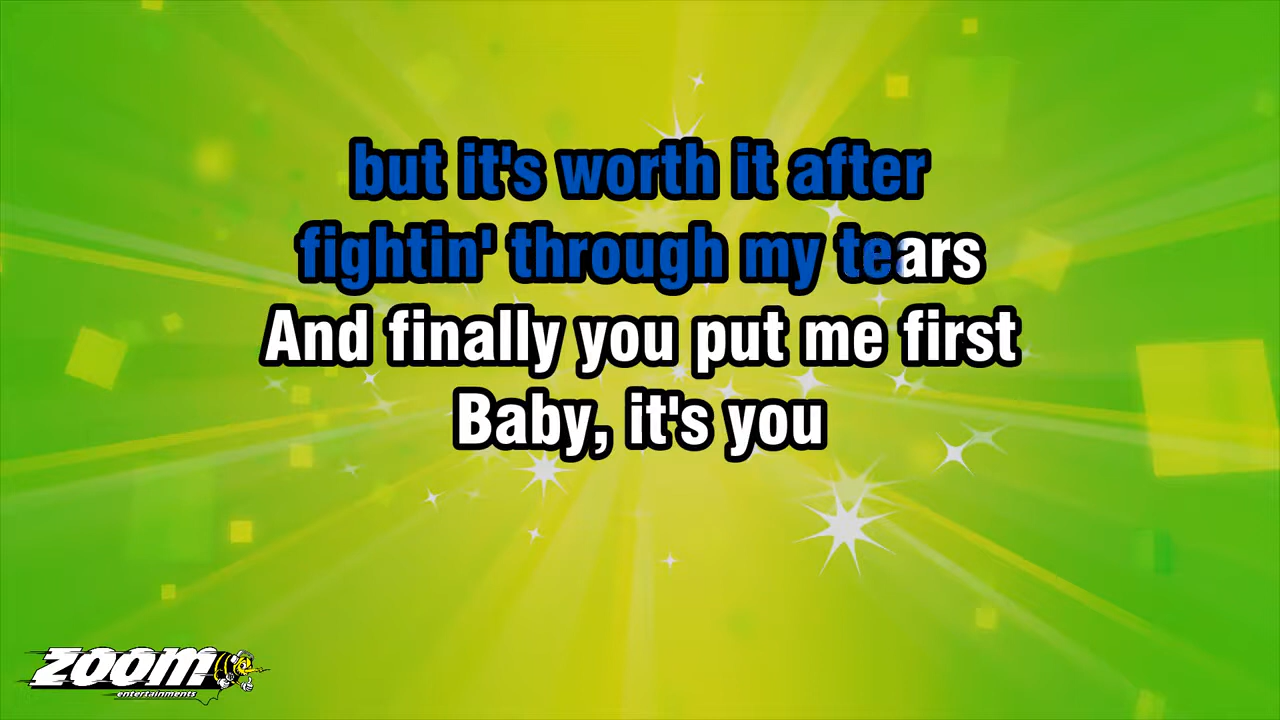 but it's worth it after
fightin' through my tears
And finally you put me first
Baby, it's you
zoom
entertainments